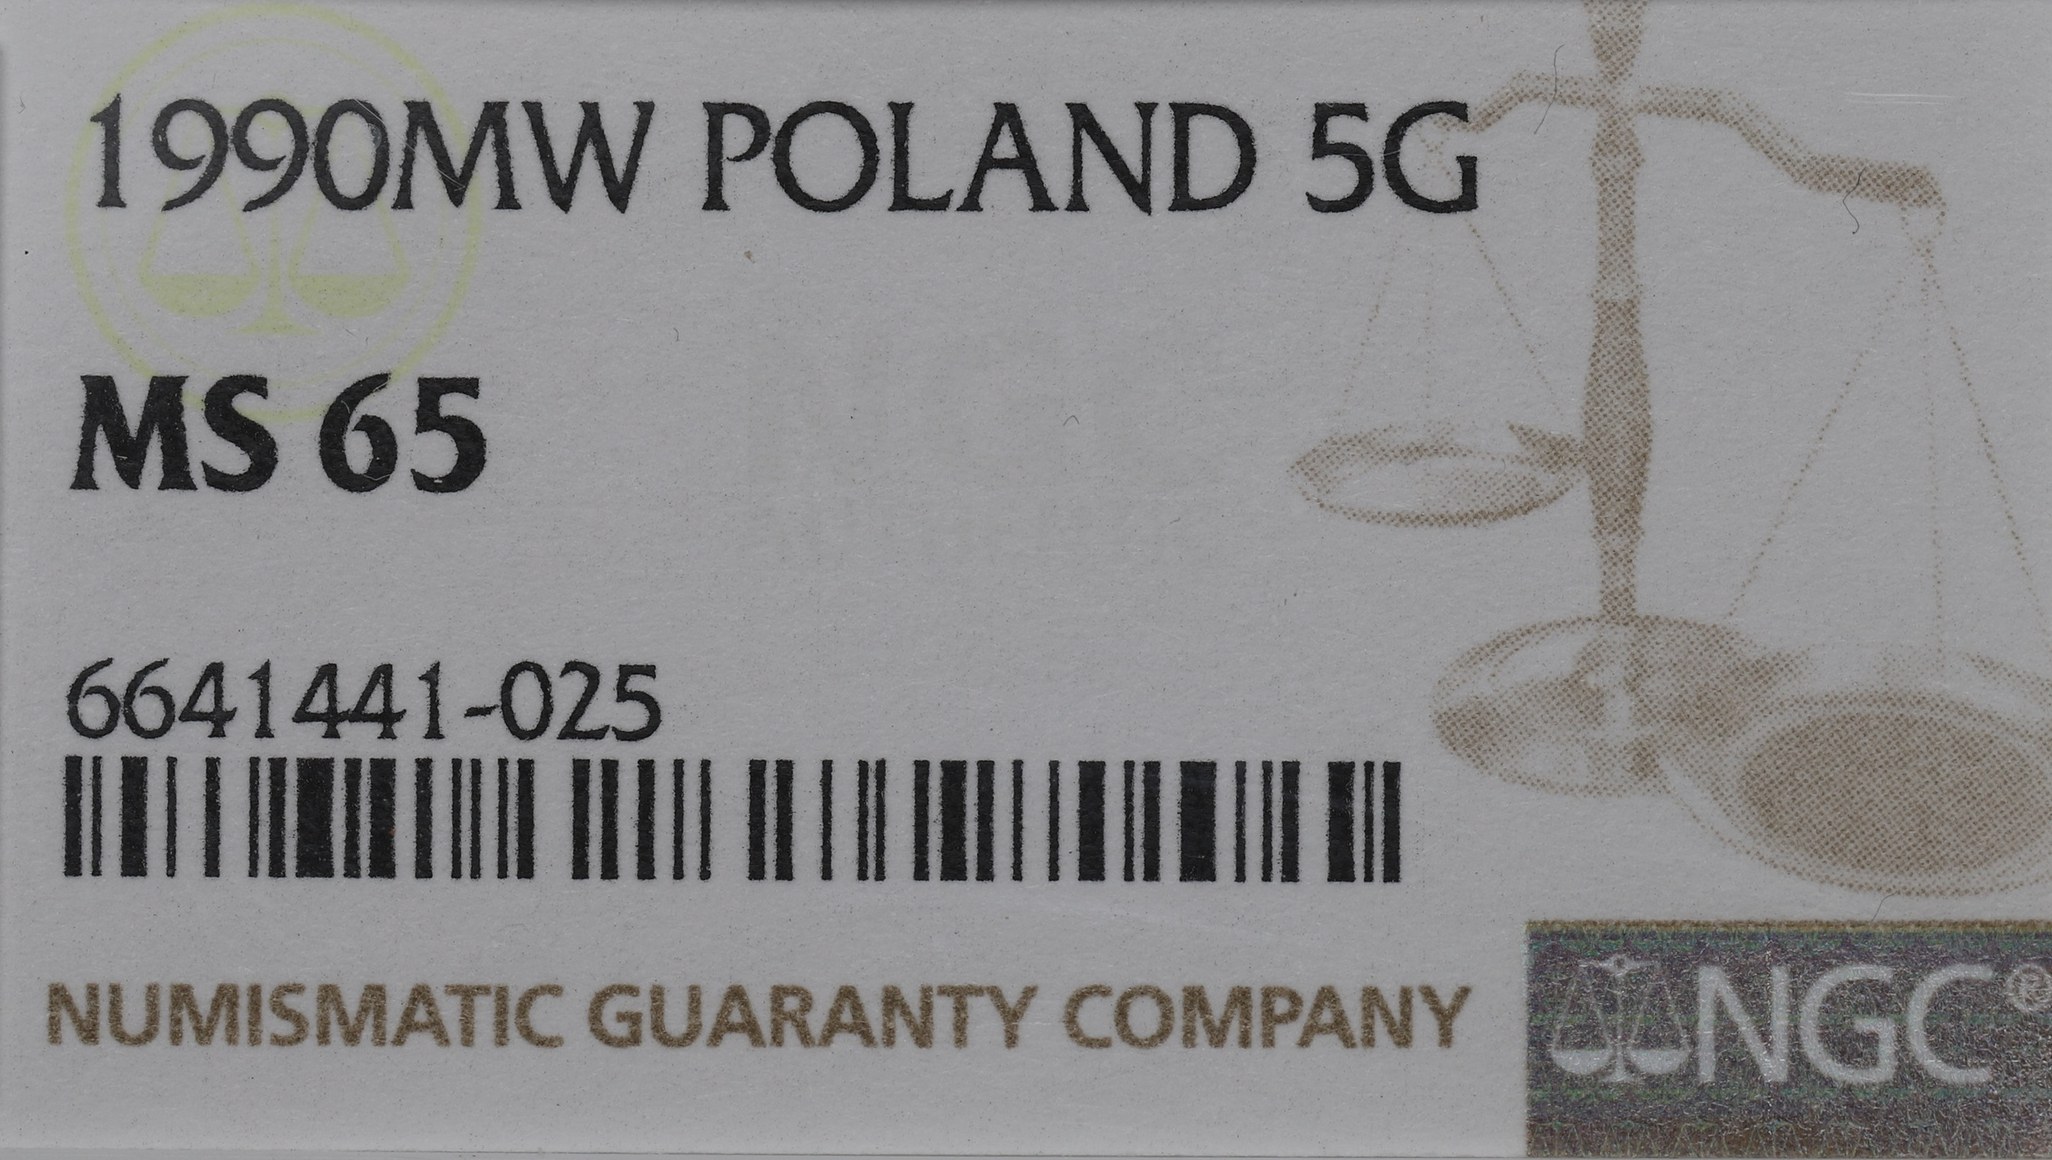 1990MW POLAND 5G
MS 65
6641441-025
NUMISMATIC GUARANTY COMPANY
NGC®